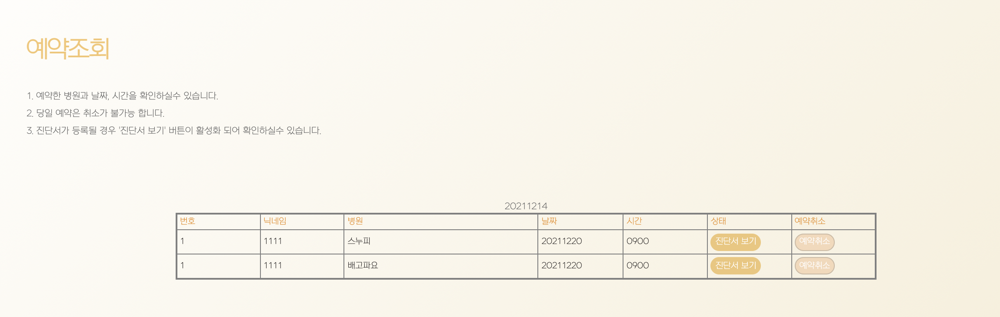 예약조회
1. 예약한 병원과 날짜, 시간을 확인하실수 있습니다.
2. 당일 예약은 취소가 불가능 합니다.
3. 진단서가 등록될 경우 '진단서 보기' 버튼이 활성화 되어 확인하실수 있습니다.
20211214
번호 닉네임 병원 날짜 시간 상태 예약취소
1 1111 스누피 20211220 0900 진단서 보기 예약취소
1 1111 배고파요 20211220 0900 진단서 보기 예약취소